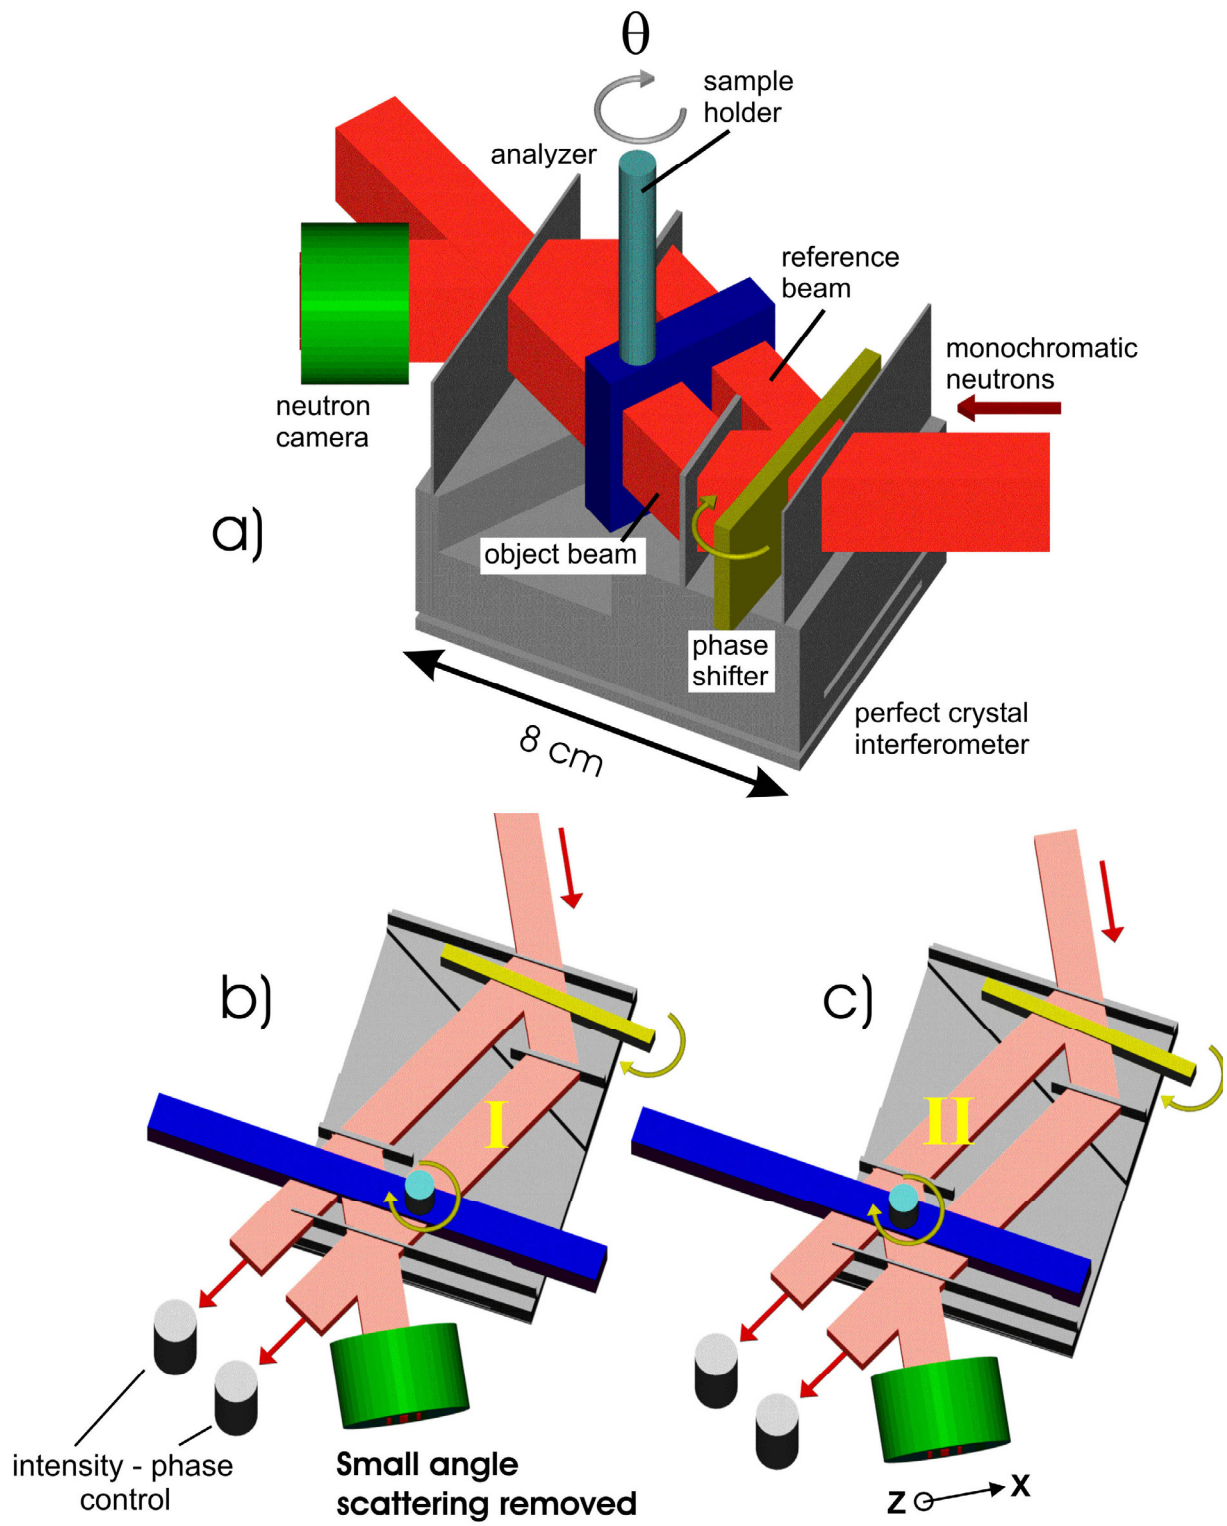 θ
sample
holder
analyzer
reference
beam
monochromatic
neutrons
neutron
camera
a)
object beam
phase
shifter
8 cm
perfect crystal
interferometer
b)
c)
I
II
intensity - phase
control
Small angle
scattering removed
z
x